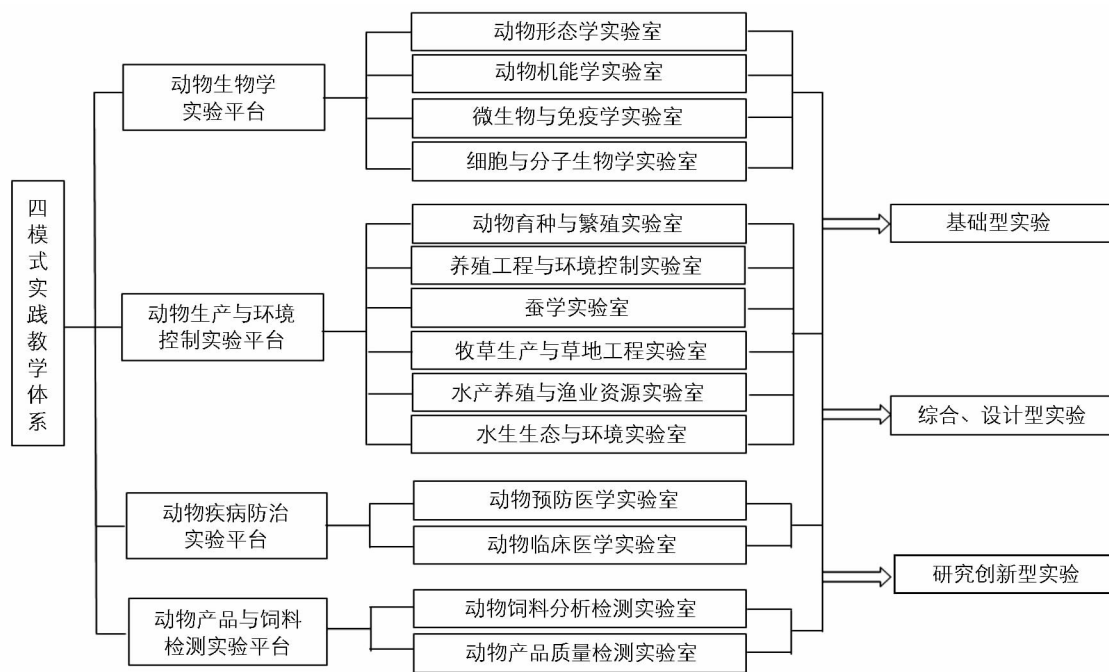 四模式实践教学体系
动物生物学
实验平台
动物形态学实验室
动物机能学实验室
微生物与免疫学实验室
细胞与分子生物学实验室
动物生产与环境
控制实验平台
动物育种与繁殖实验室
养殖工程与环境控制实验室
蚕学实验室
牧草生产与草地工程实验室
水产养殖与渔业资源实验室
水生生态与环境实验室
动物疾病防治
实验平台
动物预防医学实验室
动物临床医学实验室
动物产品与饲料
检测实验平台
动物饲料分析检测实验室
动物产品质量检测实验室
基础型实验
综合、设计型实验
研究创新型实验